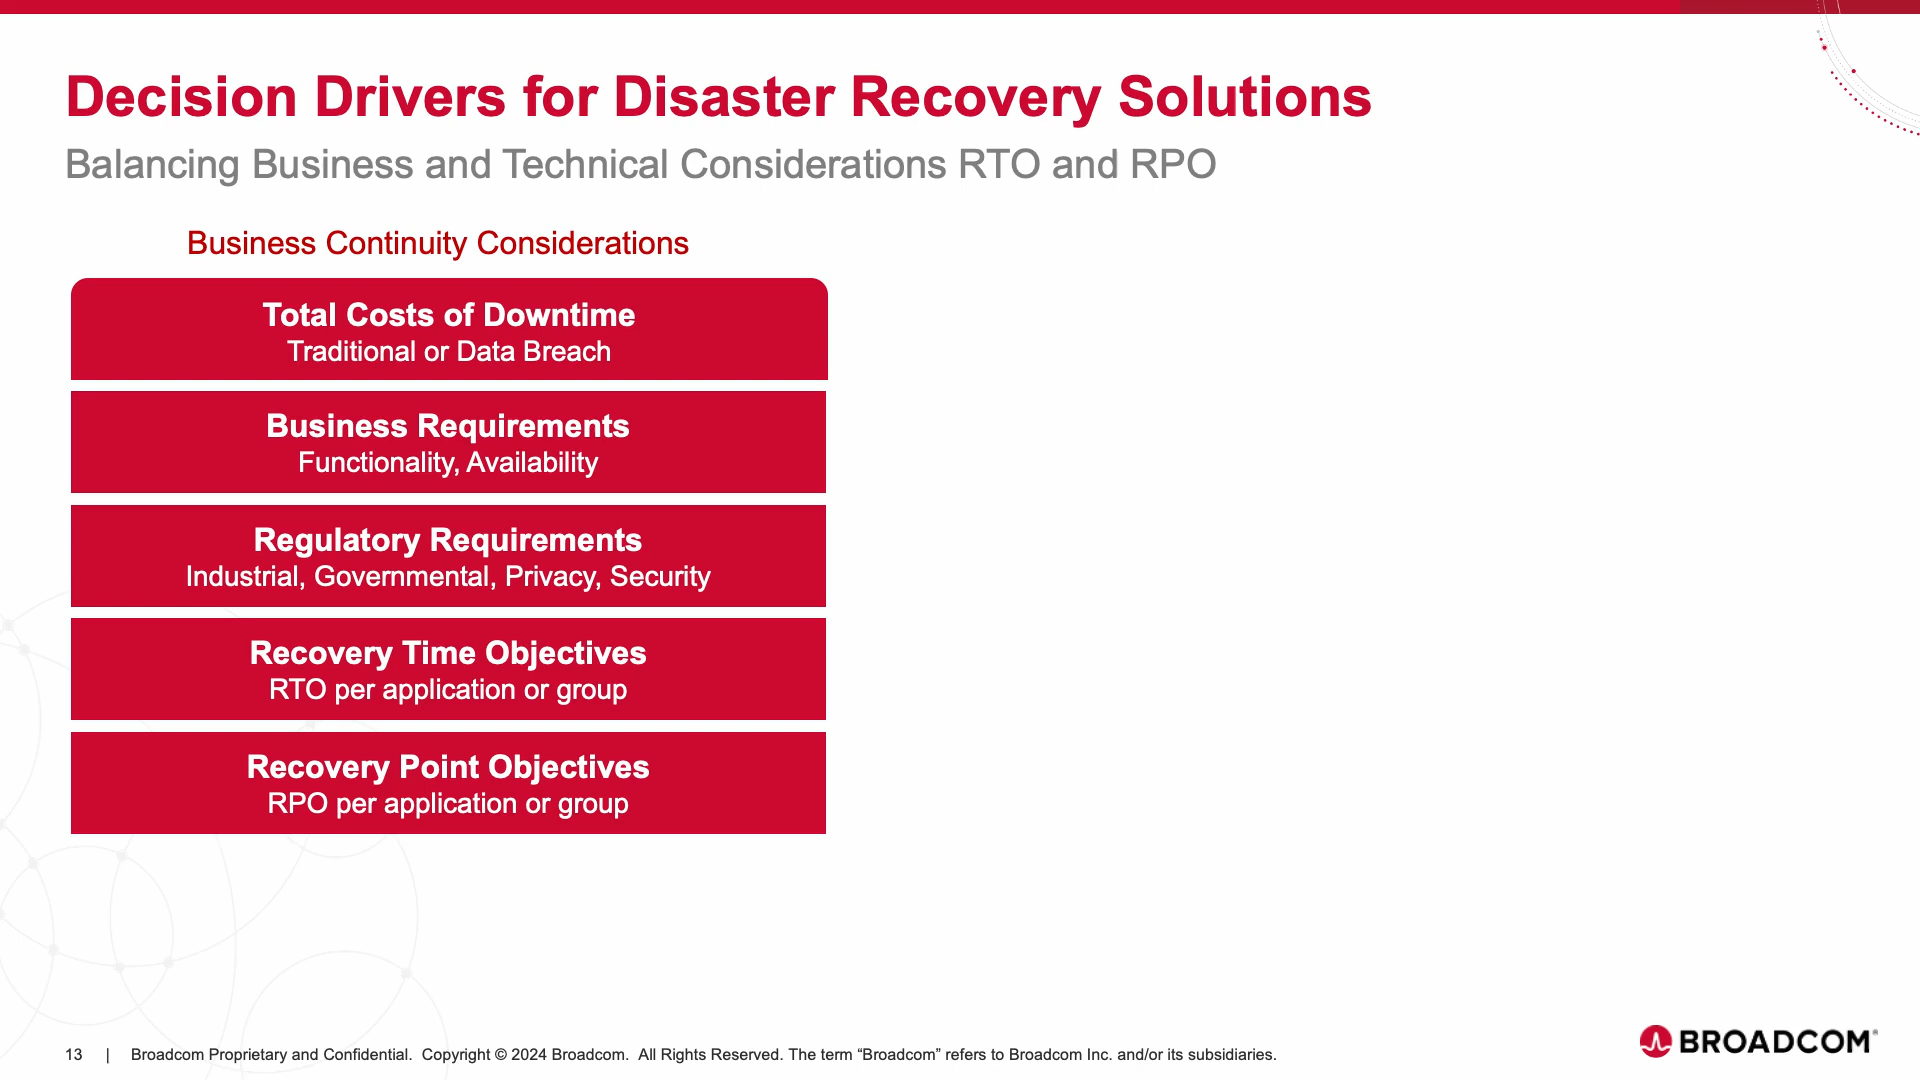 Decision Drivers for Disaster Recovery Solutions
Balancing Business and Technical Considerations RTO and RPO
Business Continuity Considerations
Total Costs of Downtime
Traditional or Data Breach
Business Requirements
Functionality, Availability
Regulatory Requirements
Industrial, Governmental, Privacy, Security
Recovery Time Objectives
RTO per application or group
Recovery Point Objectives
RPO per application or group
13 | Broadcom Proprietary and Confidential. Copyright © 2024 Broadcom. All Rights Reserved. The term “Broadcom” refers to Broadcom Inc. and/or its subsidiaries.
BROADCOM®